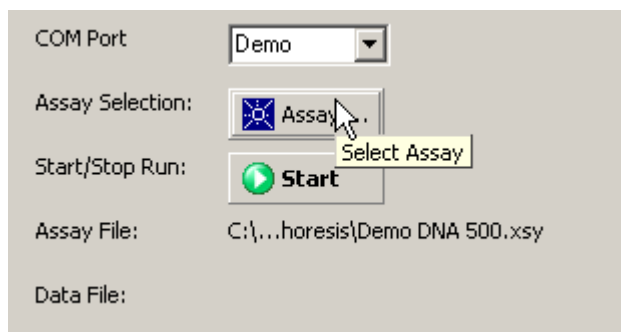 COM Port
Demo
Assay Selection:
Assay...
Select Assay
Start/Stop Run:
Start
Assay File:
C:\...horesis\Demo DNA 500.xsy
Data File: